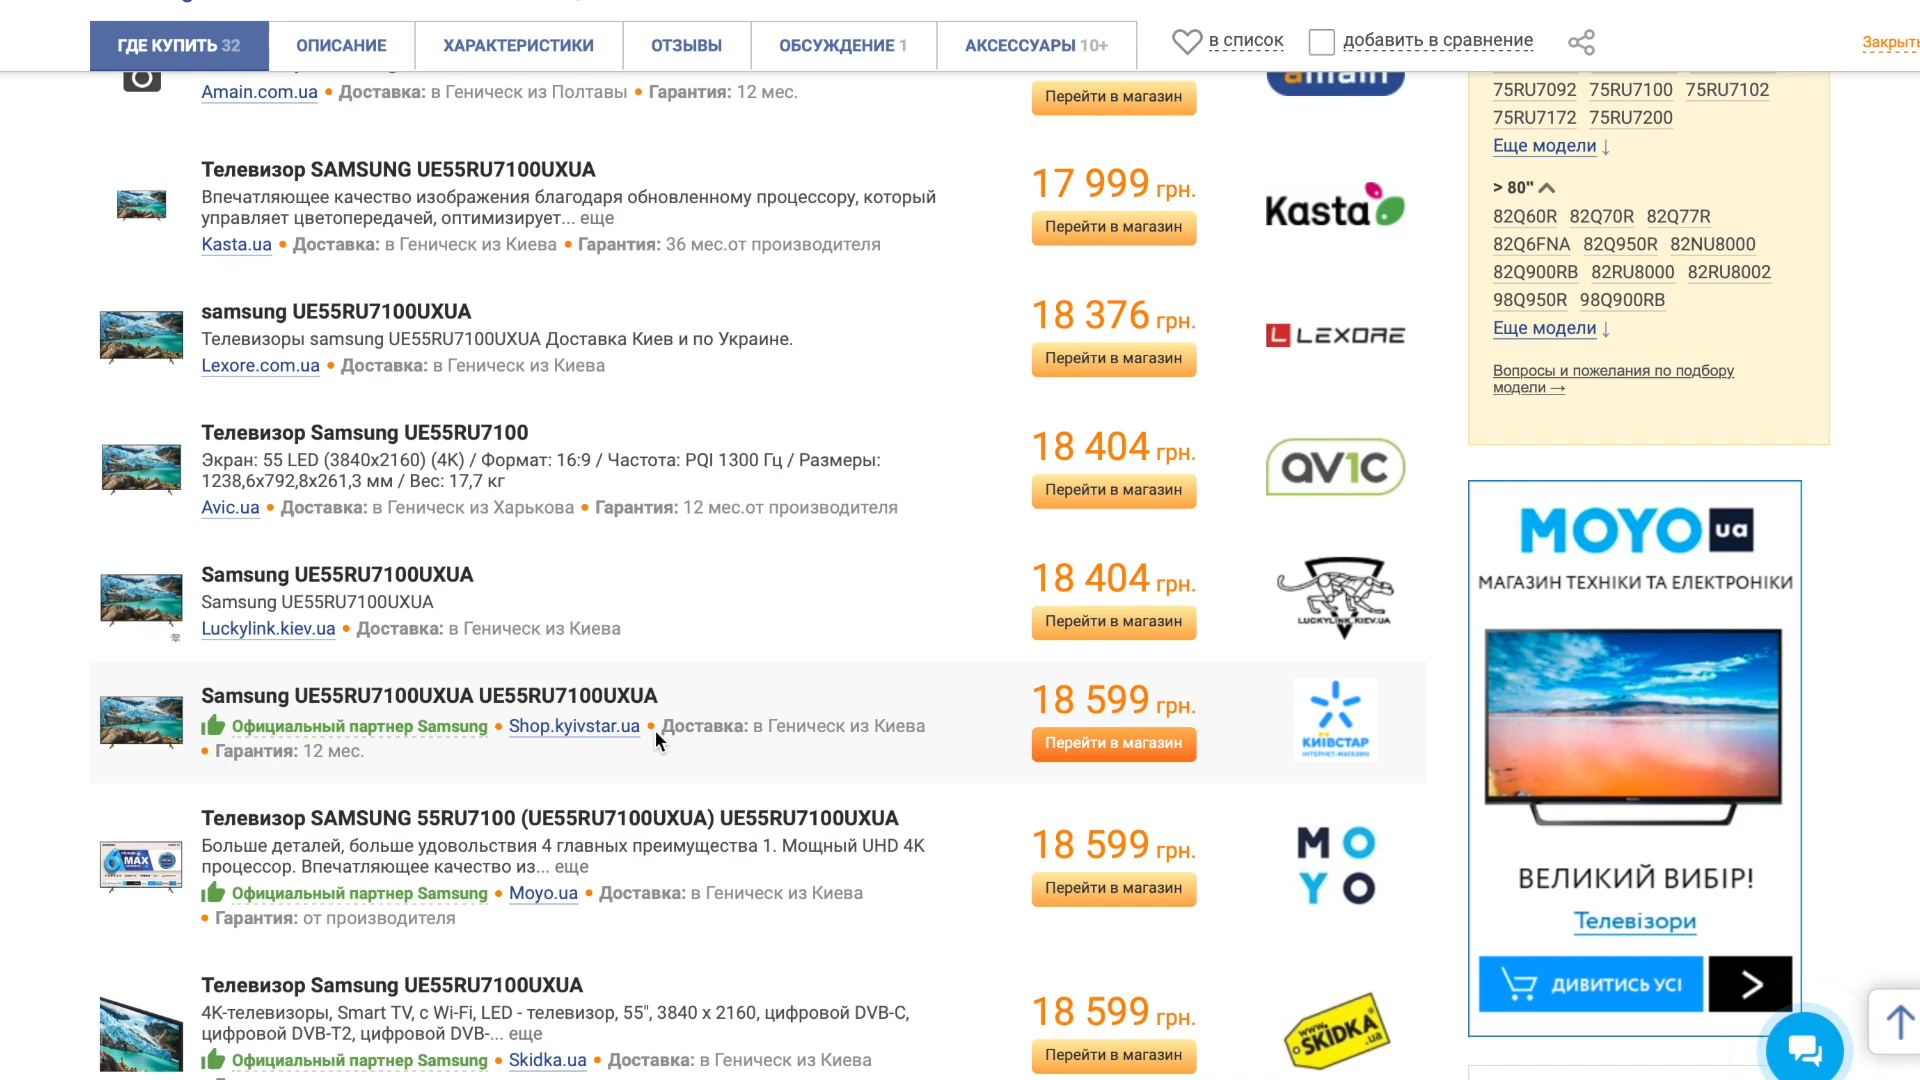 ГДЕ КУПИТЬ 32
ОПИСАНИЕ
ХАРАКТЕРИСТИКИ
ОТЗЫВЫ
ОБСУЖДЕНИЕ 1
АКСЕССУАРЫ 10+
в список
добавить в сравнение
Закрыть
Amain.com.ua • Доставка: в Геническ из Полтавы • Гарантия: 12 мес.
Перейти в магазин
amain
Телевизор SAMSUNG UE55RU7100UXUA
Впечатляющее качество изображения благодаря обновленному процессору, который
управляет цветопередачей, оптимизирует... еще
Kasta.ua • Доставка: в Геническ из Киева • Гарантия: 36 мес.от производителя
17 999 грн.
Перейти в магазин
Kasta
samsung UE55RU7100UXUA
Телевизоры samsung UE55RU7100UXUA Доставка Киев и по Украине.
Lexore.com.ua • Доставка: в Геническ из Киева
18 376 грн.
Перейти в магазин
L LEXORE
Телевизор Samsung UE55RU7100
Экран: 55 LED (3840x2160) (4K) / Формат: 16:9 / Частота: PQI 1300 Гц / Размеры:
1238,6x792,8x261,3 мм / Вес: 17,7 кг
Avic.ua • Доставка: в Геническ из Харькова • Гарантия: 12 мес.от производителя
18 404 грн.
Перейти в магазин
AV1C
Samsung UE55RU7100UXUA
Samsung UE55RU7100UXUA
Luckylink.kiev.ua • Доставка: в Геническ из Киева
18 404 грн.
Перейти в магазин
LUCKYLINK.KIEV.UA
Samsung UE55RU7100UXUA UE55RU7100UXUA
Официальный партнер Samsung • Shop.kyivstar.ua • Доставка: в Геническ из Киева
• Гарантия: 12 мес.
18 599 грн.
Перейти в магазин
КИЇВСТАР
ІНТЕРНЕТ-МАГАЗИН
Телевизор SAMSUNG 55RU7100 (UE55RU7100UXUA) UE55RU7100UXUA
Больше деталей, больше удовольствия 4 главных преимущества 1. Мощный UHD 4K
процессор. Впечатляющее качество из... еще
Официальный партнер Samsung • Moyo.ua • Доставка: в Геническ из Киева
• Гарантия: от производителя
MAX
18 599 грн.
Перейти в магазин
MO
YO
Телевизор Samsung UE55RU7100UXUA
4K-телевизоры, Smart TV, с Wi-Fi, LED - телевизор, 55", 3840 x 2160, цифровой DVB-C,
цифровой DVB-T2, цифровой DVB-... еще
Официальный партнер Samsung • Skidka.ua • Доставка: в Геническ из Киева
18 599 грн.
Перейти в магазин
www.
SKIDKA
.ua
75RU7092 75RU7100 75RU7102
75RU7172 75RU7200
Еще модели ↓
> 80"
82Q60R 82Q70R 82Q77R
82Q6FNA 82Q950R 82NU8000
82Q900RB 82RU8000 82RU8002
98Q950R 98Q900RB
Еще модели ↓
Вопросы и пожелания по подбору
модели →
MOYO ua
МАГАЗИН ТЕХНІКИ ТА ЕЛЕКТРОНІКИ
ВЕЛИКИЙ ВИБІР!
Телевізори
ДИВИТИСЬ УСІ